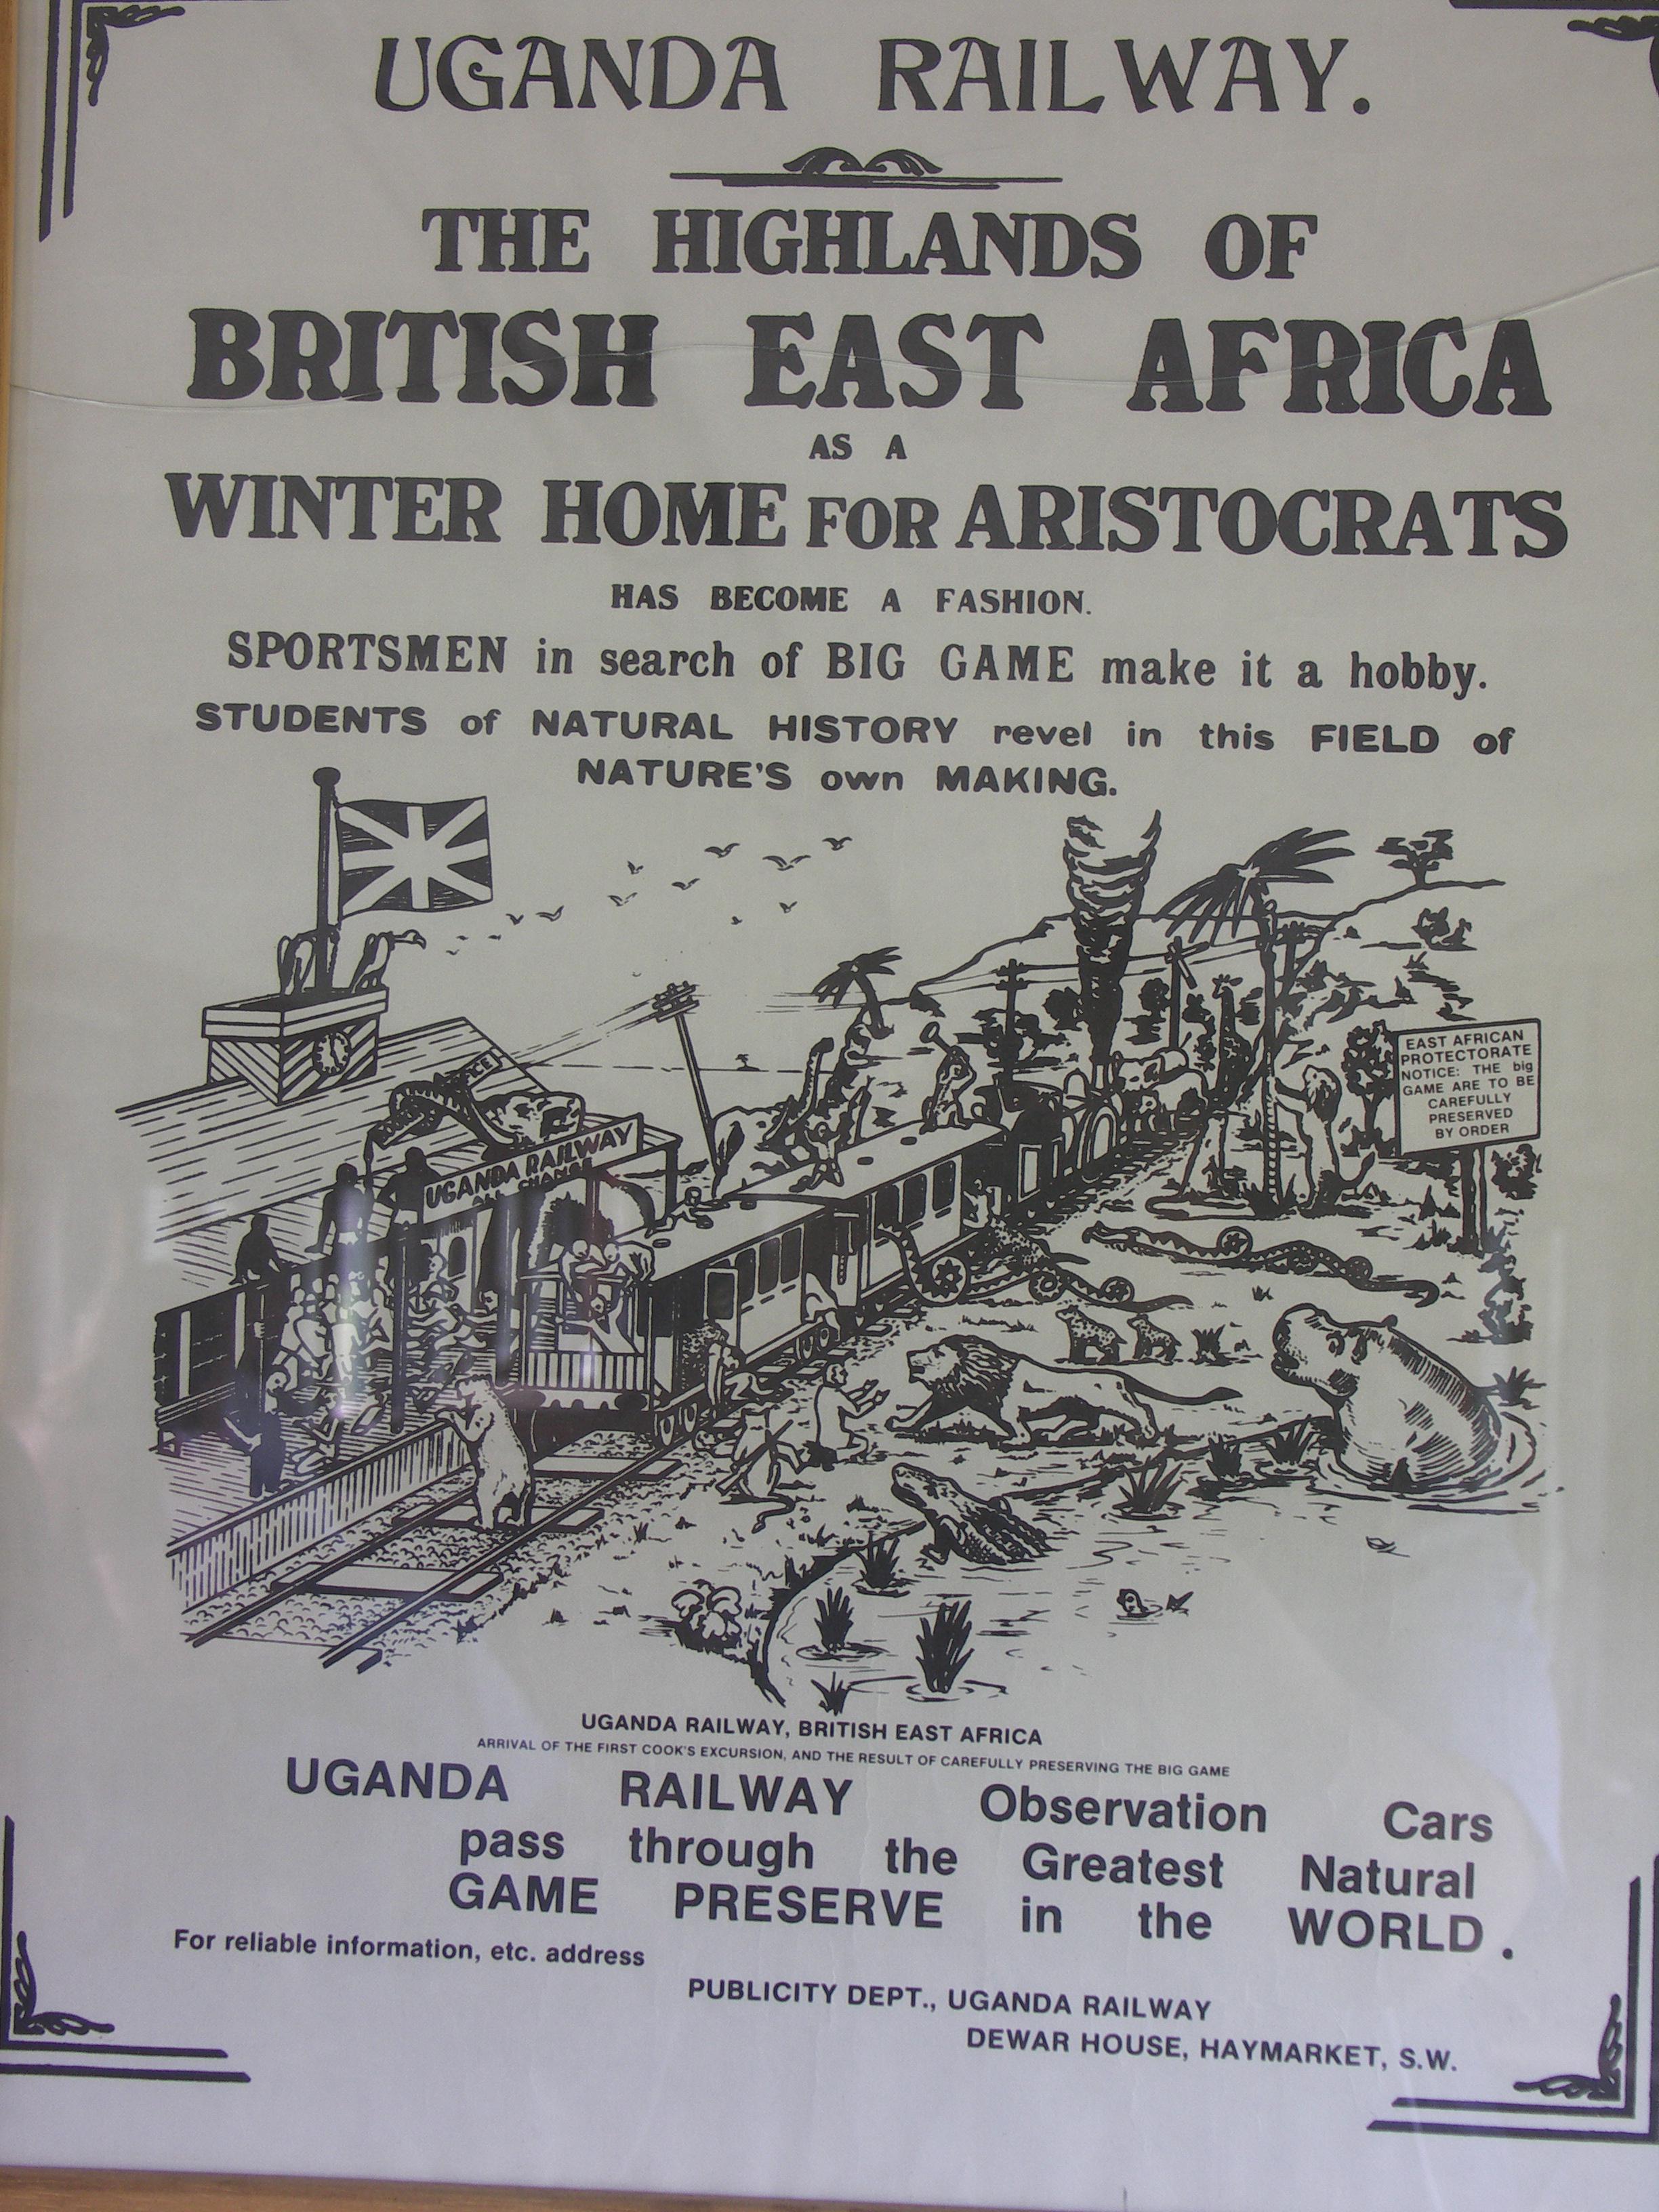 UGANDA RAILWAY.
THE HIGHLANDS OF
BRITISH EAST AFRICA
AS A
WINTER HOME FOR ARISTOCRATS
HAS BECOME A FASHION.
SPORTSMEN in search of BIG GAME make it a hobby.
STUDENTS of NATURAL HISTORY revel in this FIELD of
NATURE'S own MAKING.
EAST AFRICAN
PROTECTORATE
NOTICE: THE big
GAME ARE TO BE
CAREFULLY
PRESERVED
BY ORDER
UGANDA RAILWAY
ALL CHANGE
UGANDA RAILWAY, BRITISH EAST AFRICA
ARRIVAL OF THE FIRST COOK'S EXCURSION, AND THE RESULT OF CAREFULLY PRESERVING THE BIG GAME
UGANDA RAILWAY Observation Cars
pass through the Greatest Natural
GAME PRESERVE in the WORLD.
For reliable information, etc. address
PUBLICITY DEPT., UGANDA RAILWAY
DEWAR HOUSE, HAYMARKET, S.W.